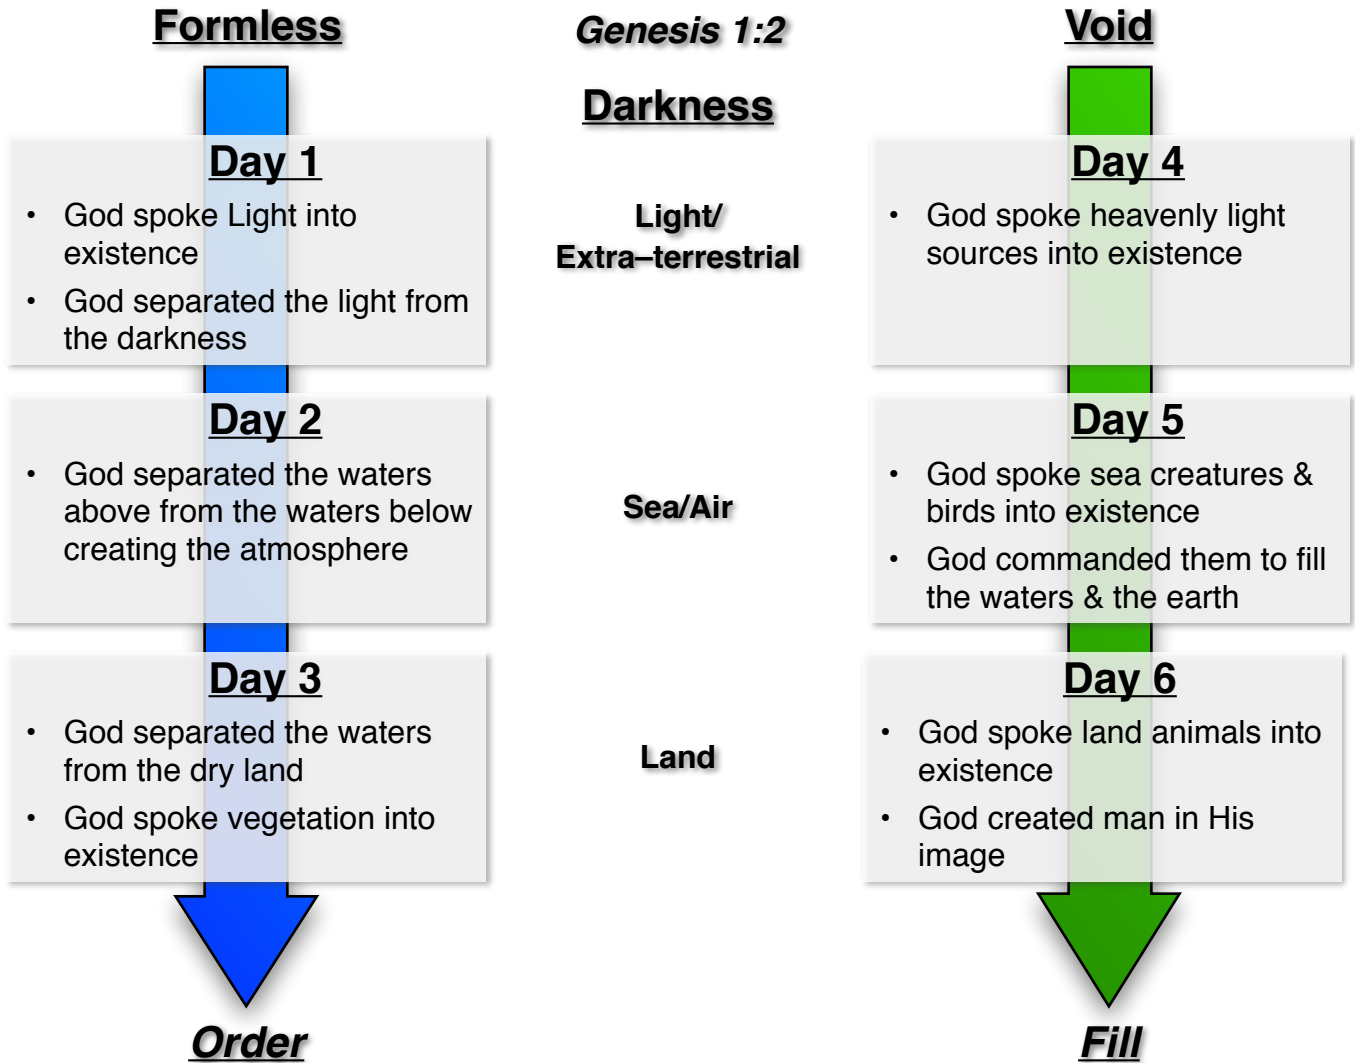 Formless
Genesis 1:2
Void
Darkness
Day 1
• God spoke Light into
existence
• God separated the light from
the darkness
Light/
Extra–terrestrial
Day 4
• God spoke heavenly light
sources into existence
Day 2
• God separated the waters
above from the waters below
creating the atmosphere
Sea/Air
Day 5
• God spoke sea creatures &
birds into existence
• God commanded them to fill
the waters & the earth
Day 3
• God separated the waters
from the dry land
• God spoke vegetation into
existence
Land
Day 6
• God spoke land animals into
existence
• God created man in His
image
Order
Fill